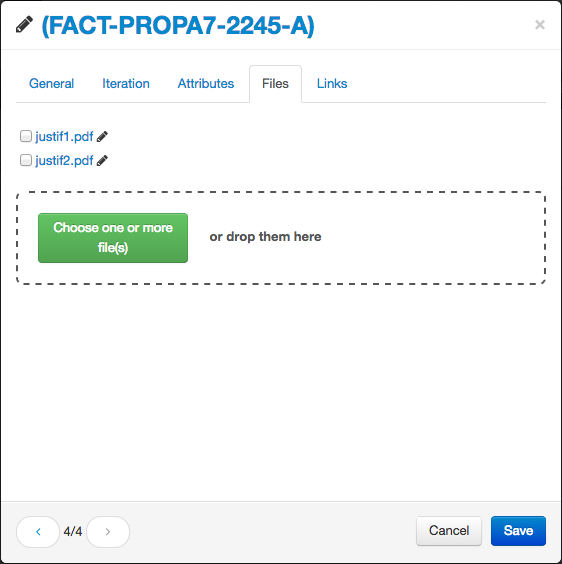 (FACT-PROPA7-2245-A)
×
General Iteration Attributes Files Links
justif1.pdf
justif2.pdf
Choose one or more
file(s)
or drop them here
‹ 4/4 ›
Cancel Save